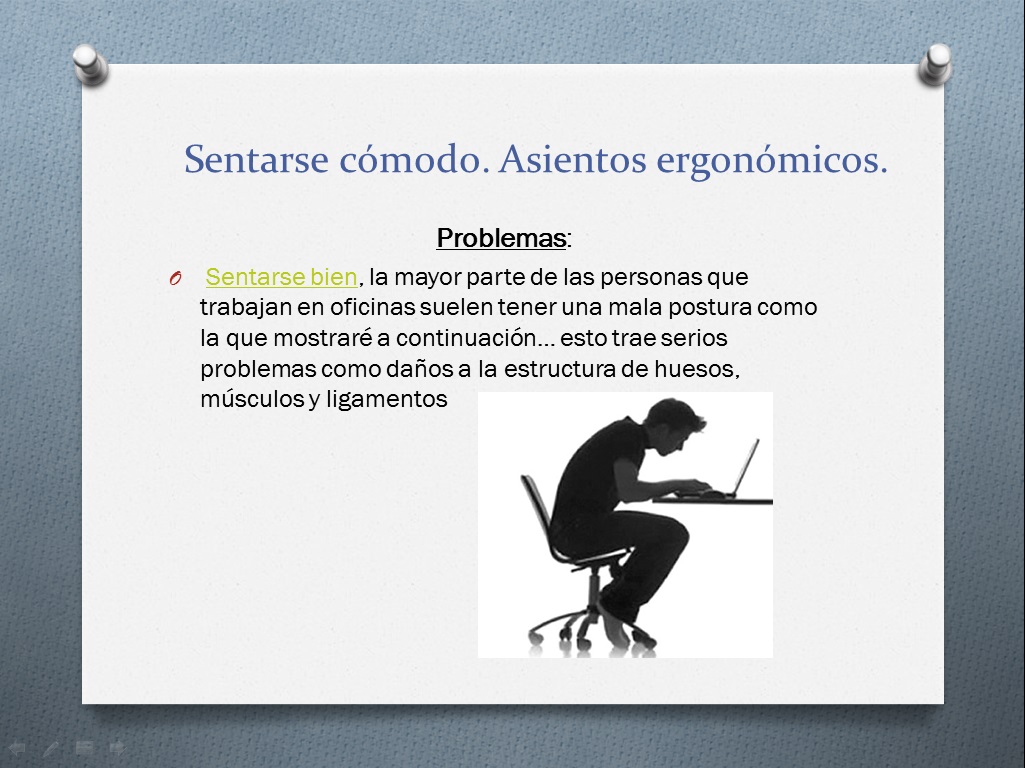 Sentarse cómodo. Asientos ergonómicos.
Problemas:
Sentarse bien, la mayor parte de las personas que
trabajan en oficinas suelen tener una mala postura como
la que mostraré a continuación... esto trae serios
problemas como daños a la estructura de huesos,
músculos y ligamentos